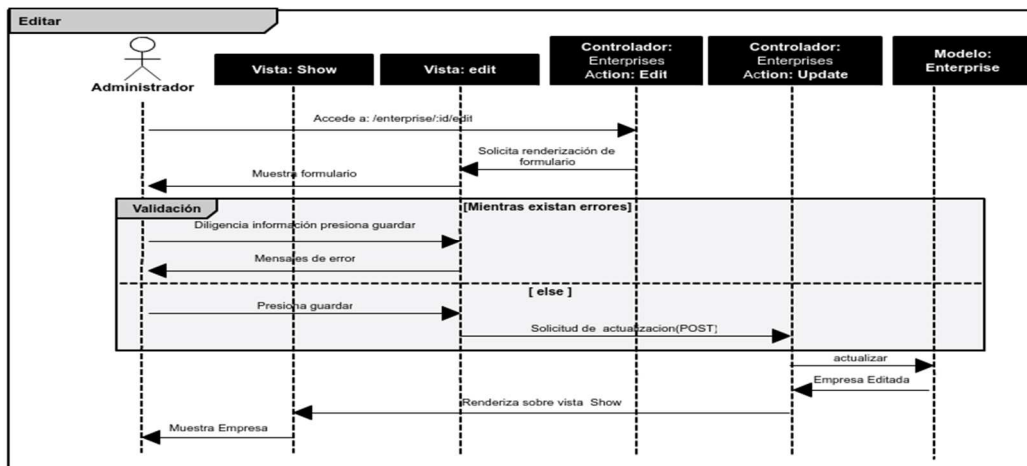 Editar
Administrador
Vista: Show
Vista: edit
Controlador:
Enterprises
Action: Edit
Controlador:
Enterprises
Action: Update
Modelo:
Enterprise
Accede a: /enterprise/:id/edit
Solicita renderización de
formulario
Muestra formulario
Validación
[Mientras existan errores]
Diligencia información presiona guardar
Mensajes de error
[ else ]
Presiona guardar
Solicitud de actualizacion(POST)
actualizar
Empresa Editada
Renderiza sobre vista Show
Muestra Empresa